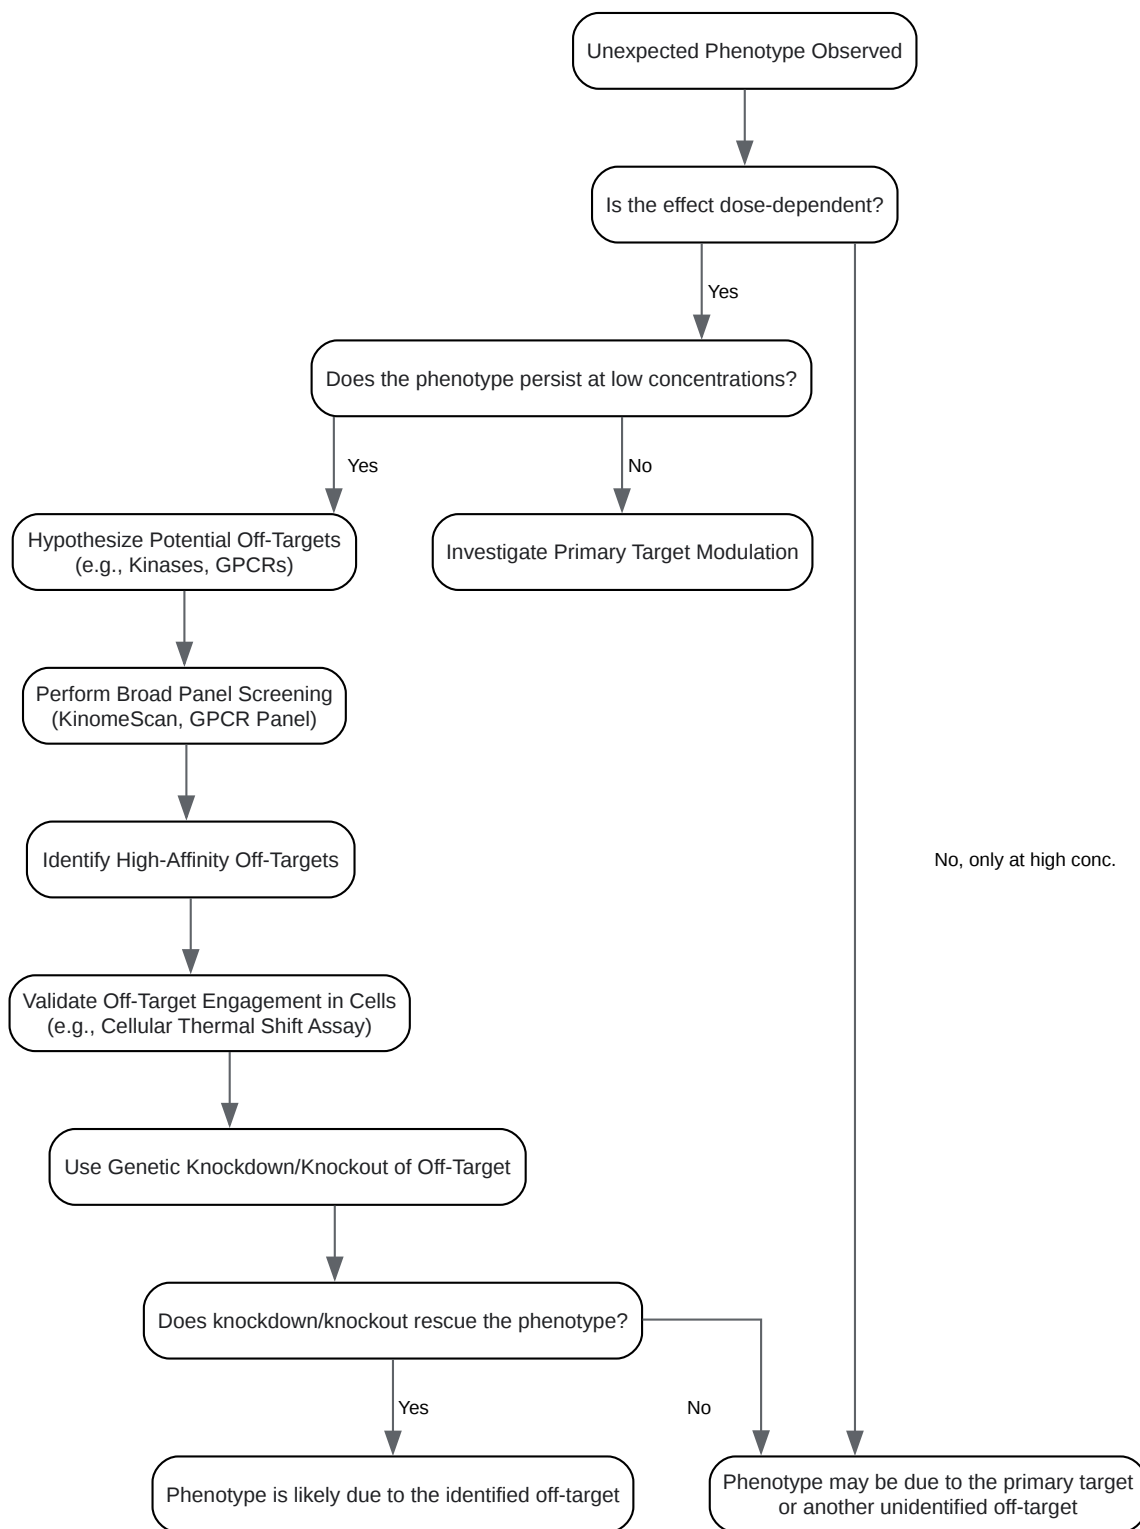 Unexpected Phenotype Observed
Is the effect dose-dependent?
Yes
Does the phenotype persist at low concentrations?
Yes
No
Hypothesize Potential Off-Targets
(e.g., Kinases, GPCRs)
Investigate Primary Target Modulation
Perform Broad Panel Screening
(KinomeScan, GPCR Panel)
Identify High-Affinity Off-Targets
No, only at high conc.
Validate Off-Target Engagement in Cells
(e.g., Cellular Thermal Shift Assay)
Use Genetic Knockdown/Knockout of Off-Target
Does knockdown/knockout rescue the phenotype?
Yes
No
Phenotype is likely due to the identified off-target
Phenotype may be due to the primary target
or another unidentified off-target